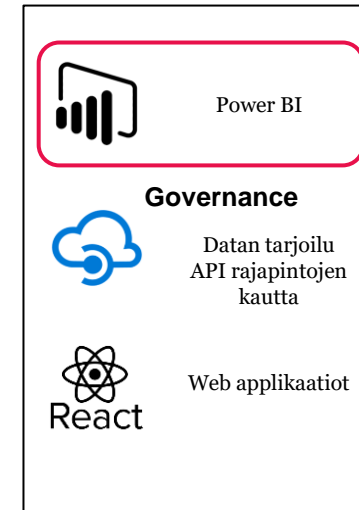 Power BI
Governance
Datan tarjoilu
API rajapintojen
kautta
Web applikaatiot
React